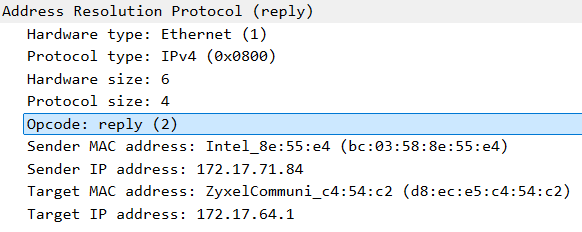 Address Resolution Protocol (reply)
Hardware type: Ethernet (1)
Protocol type: IPv4 (0x0800)
Hardware size: 6
Protocol size: 4
Opcode: reply (2)
Sender MAC address: Intel_8e:55:e4 (bc:03:58:8e:55:e4)
Sender IP address: 172.17.71.84
Target MAC address: ZyxelCommuni_c4:54:c2 (d8:ec:e5:c4:54:c2)
Target IP address: 172.17.64.1